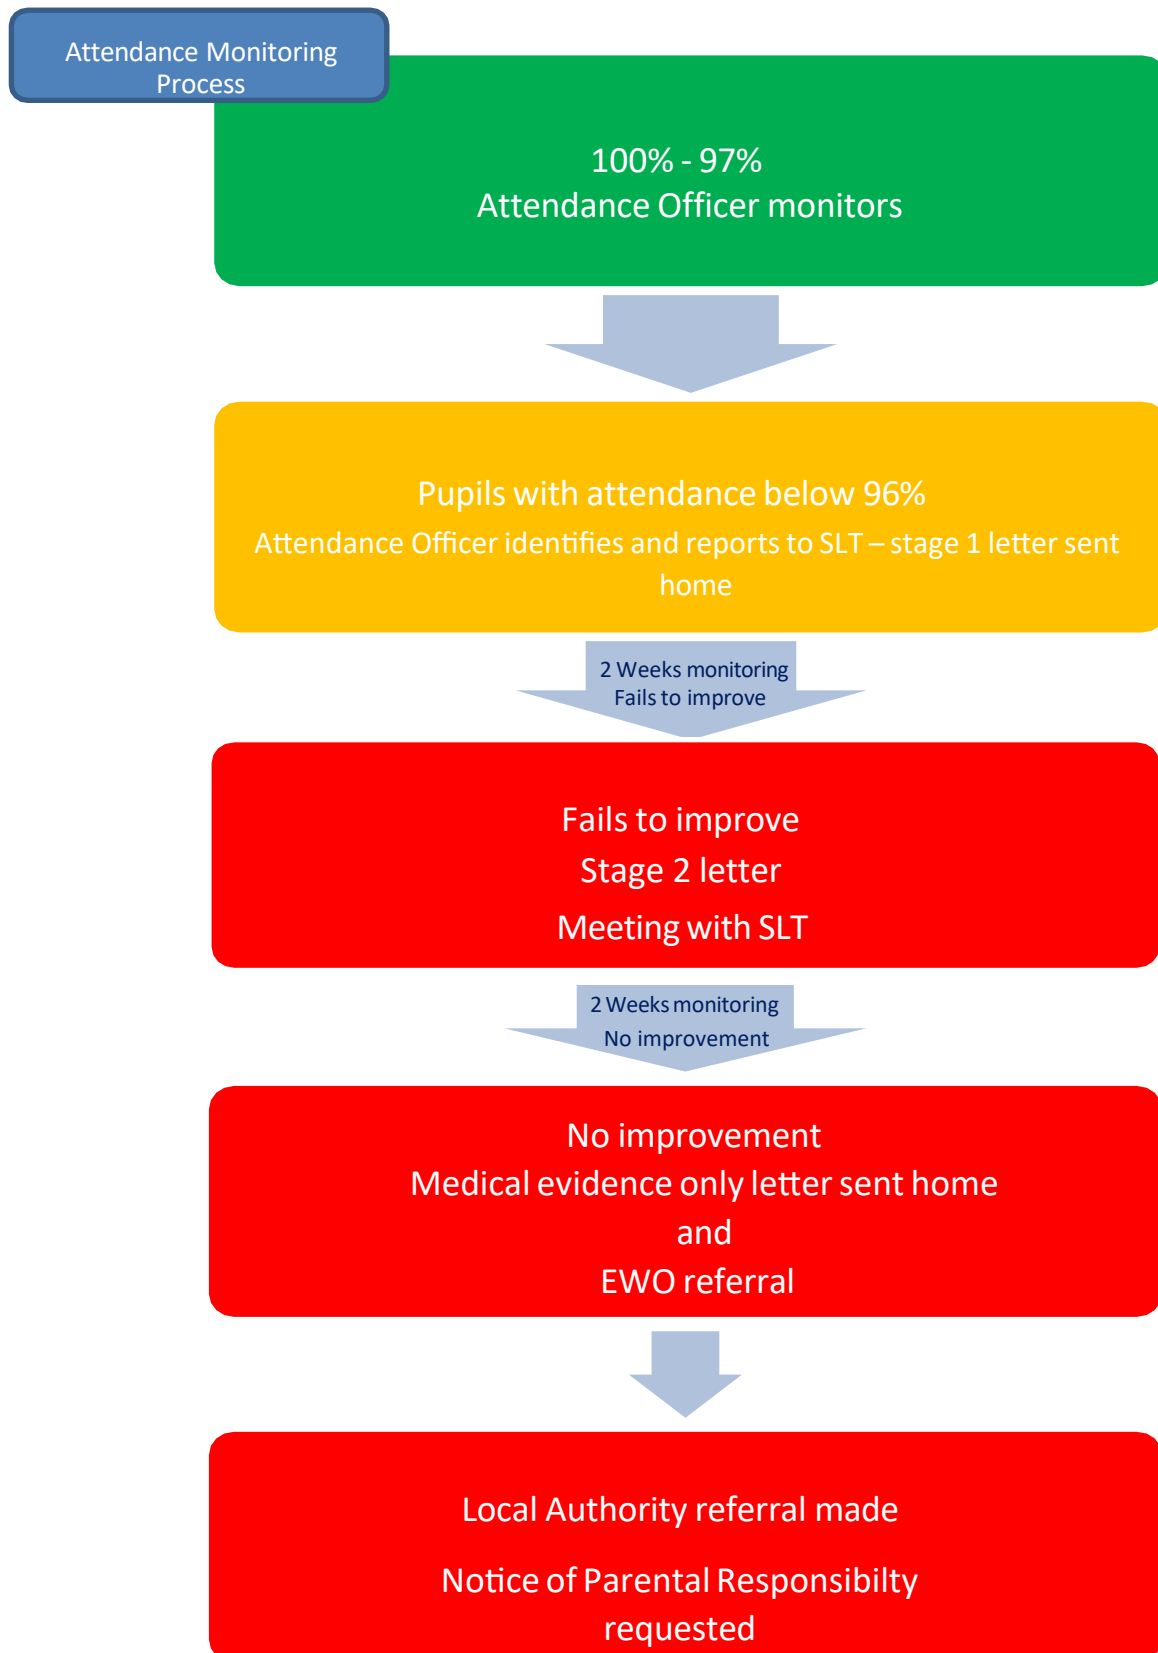 Attendance Monitoring
Process
100% - 97%
Attendance Officer monitors
Pupils with attendance below 96%
Attendance Officer identifies and reports to SLT – stage 1 letter sent
home
2 Weeks monitoring
Fails to improve
Fails to improve
Stage 2 letter
Meeting with SLT
2 Weeks monitoring
No improvement
No improvement
Medical evidence only letter sent home
and
EWO referral
Local Authority referral made
Notice of Parental Responsibilty
requested